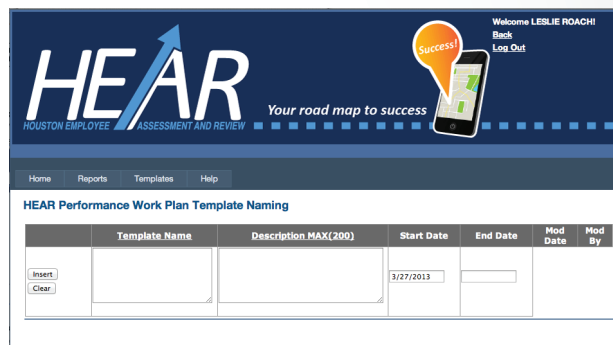 Welcome LESLIE ROACH!
Back
Log Out
Success!
HEAR
HOUSTON EMPLOYEE ASSESSMENT AND REVIEW
Your road map to success
Home Reports Templates Help
HEAR Performance Work Plan Template Naming
Template Name Description MAX(200) Start Date End Date Mod Date Mod By
Insert
Clear
3/27/2013